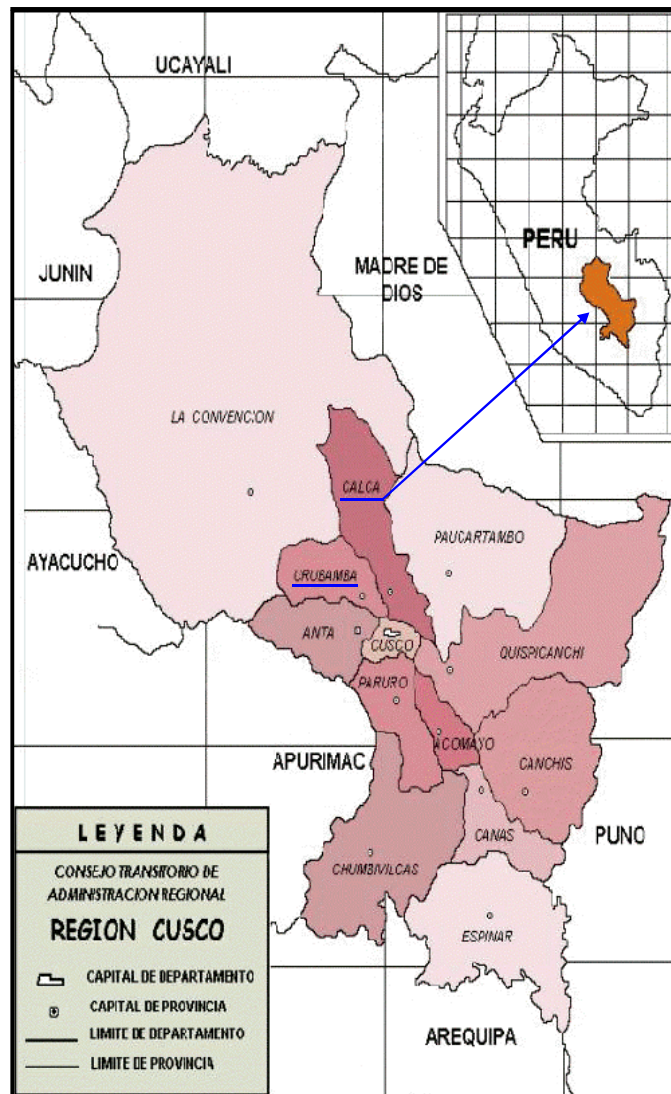 UCAYALI
PERU
JUNIN
MADRE DE
DIOS
LA CONVENCION
CALCA
PAUCARTAMBO
AYACUCHO
URUBAMBA
ANTA
CUSCO
QUISPICANCHI
PARURO
ACOMAYO
APURIMAC
CANCHIS
PUNO
CANAS
CHUMBIVILCAS
ESPINAR
AREQUIPA
LEYENDA
CONSEJO TRANSITORIO DE
ADMINISTRACION REGIONAL
REGION CUSCO
CAPITAL DE DEPARTAMENTO
CAPITAL DE PROVINCIA
LIMITE DE DEPARTAMENTO
LIMITE DE PROVINCIA